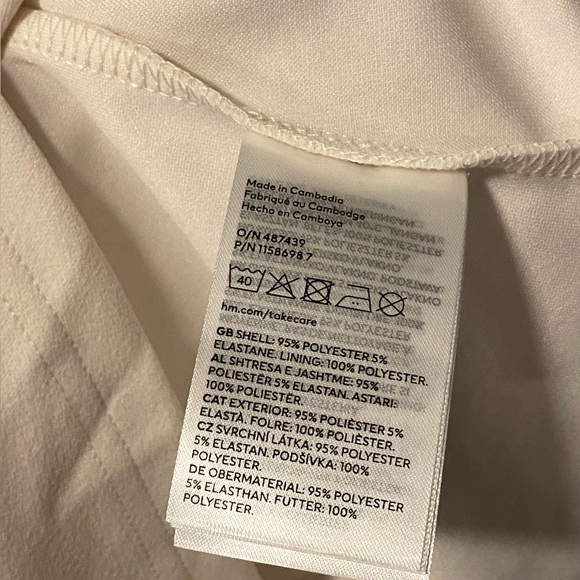 Made in Cambodia
Fabriqué au Cambodge
Hecho en Camboya
O/N 487439
P/N 1158698 7
40
hm.com/takecare
GB SHELL: 95% POLYESTER 5%
ELASTANE. LINING: 100% POLYESTER.
AL SHTRESA E JASHTME: 95%
POLIESTËR 5% ELASTAN. ASTARI:
100% POLIESTËR.
CAT EXTERIOR: 95% POLIÈSTER 5%
ELASTÀ. FOLRE: 100% POLIÈSTER.
CZ SVRCHNÍ LÁTKA: 95% POLYESTER
5% ELASTAN. PODŠÍVKA: 100%
POLYESTER.
DE OBERMATERIAL: 95% POLYESTER
5% ELASTHAN. FUTTER: 100%
POLYESTER.